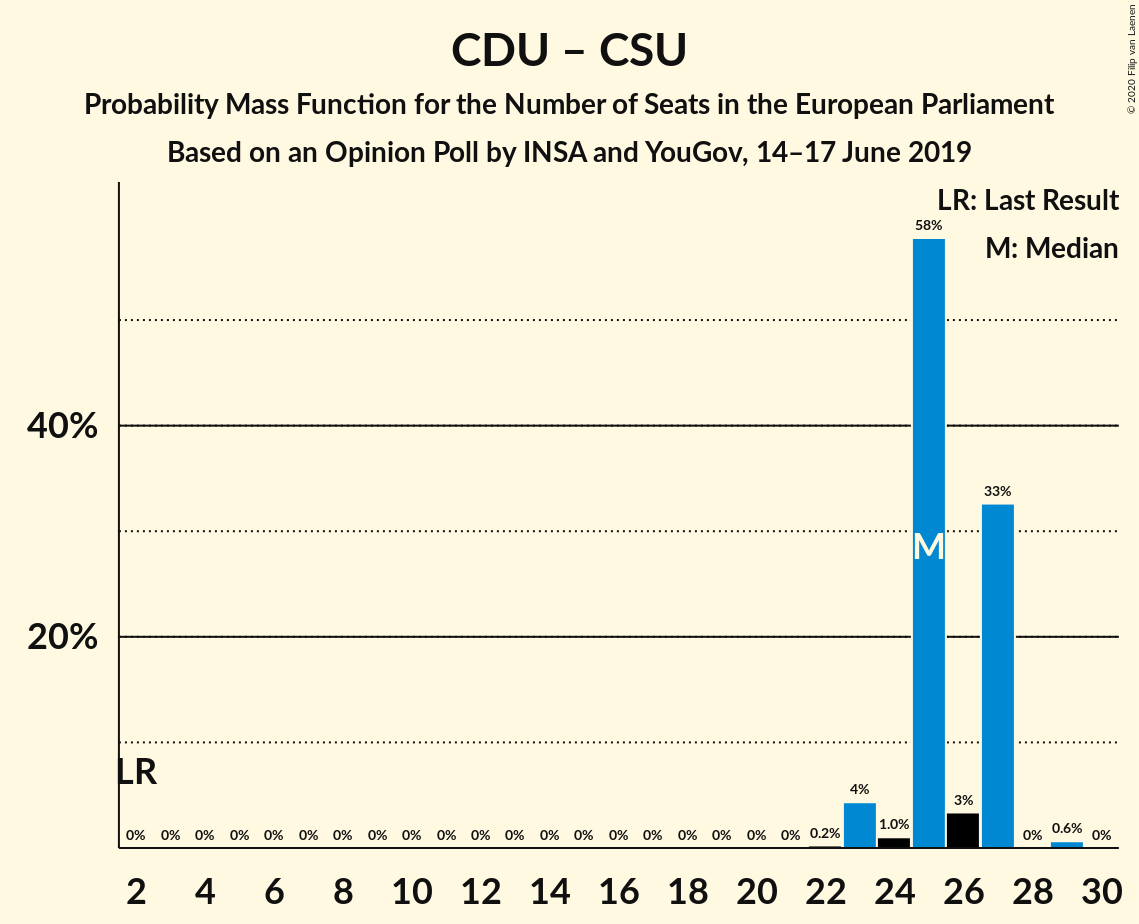 CDU – CSU
Probability Mass Function for the Number of Seats in the European Parliament
Based on an Opinion Poll by INSA and YouGov, 14–17 June 2019
© 2020 Filip van Laenen
LR: Last Result
M: Median
58%
40%
33%
M
20%
LR
4%
3%
0% 0% 0% 0% 0% 0% 0% 0% 0% 0% 0% 0% 0% 0% 0% 0% 0% 0% 0% 0% 0.2% 1.0% 0% 0.6% 0%
2 4 6 8 10 12 14 16 18 20 22 24 26 28 30